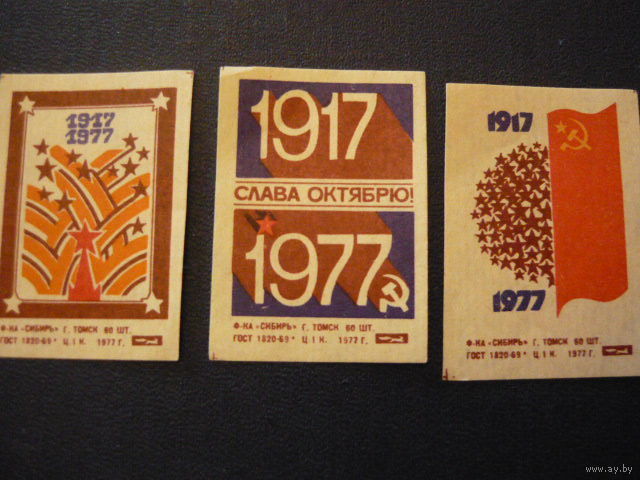 1917
1977
Ф-КА «СИБИРЬ» Г. ТОМСК 60 ШТ.
ГОСТ 1820-69* Ц. 1 К. 1977 Г.
1917
СЛАВА ОКТЯБРЮ!
1977
Ф-КА «СИБИРЬ» Г. ТОМСК 60 ШТ.
ГОСТ 1820-69* Ц. 1 К. 1977 Г.
1917
1977
Ф-КА «СИБИРЬ» Г. ТОМСК 60 ШТ.
ГОСТ 1820-69* Ц. 1 К. 1977 Г.
© www.ay.by